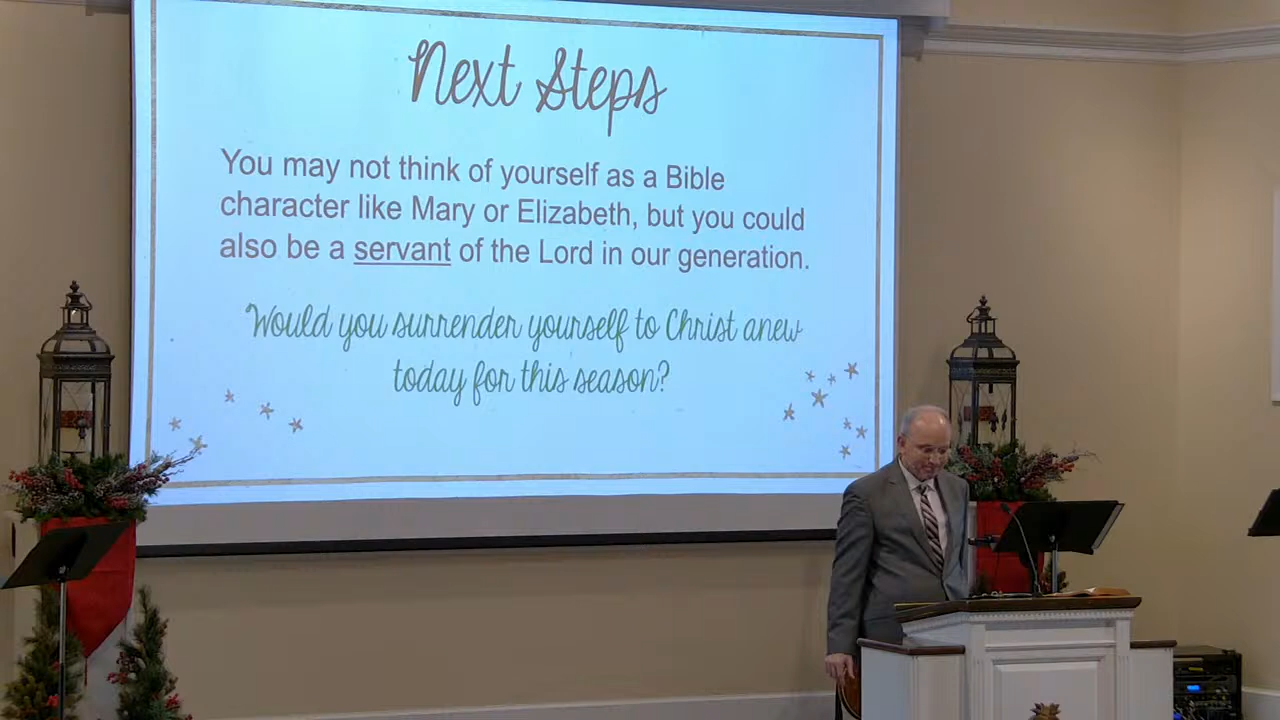 Next Steps
You may not think of yourself as a Bible
character like Mary or Elizabeth, but you could
also be a servant of the Lord in our generation.
Would you surrender yourself to Christ anew
today for this season?